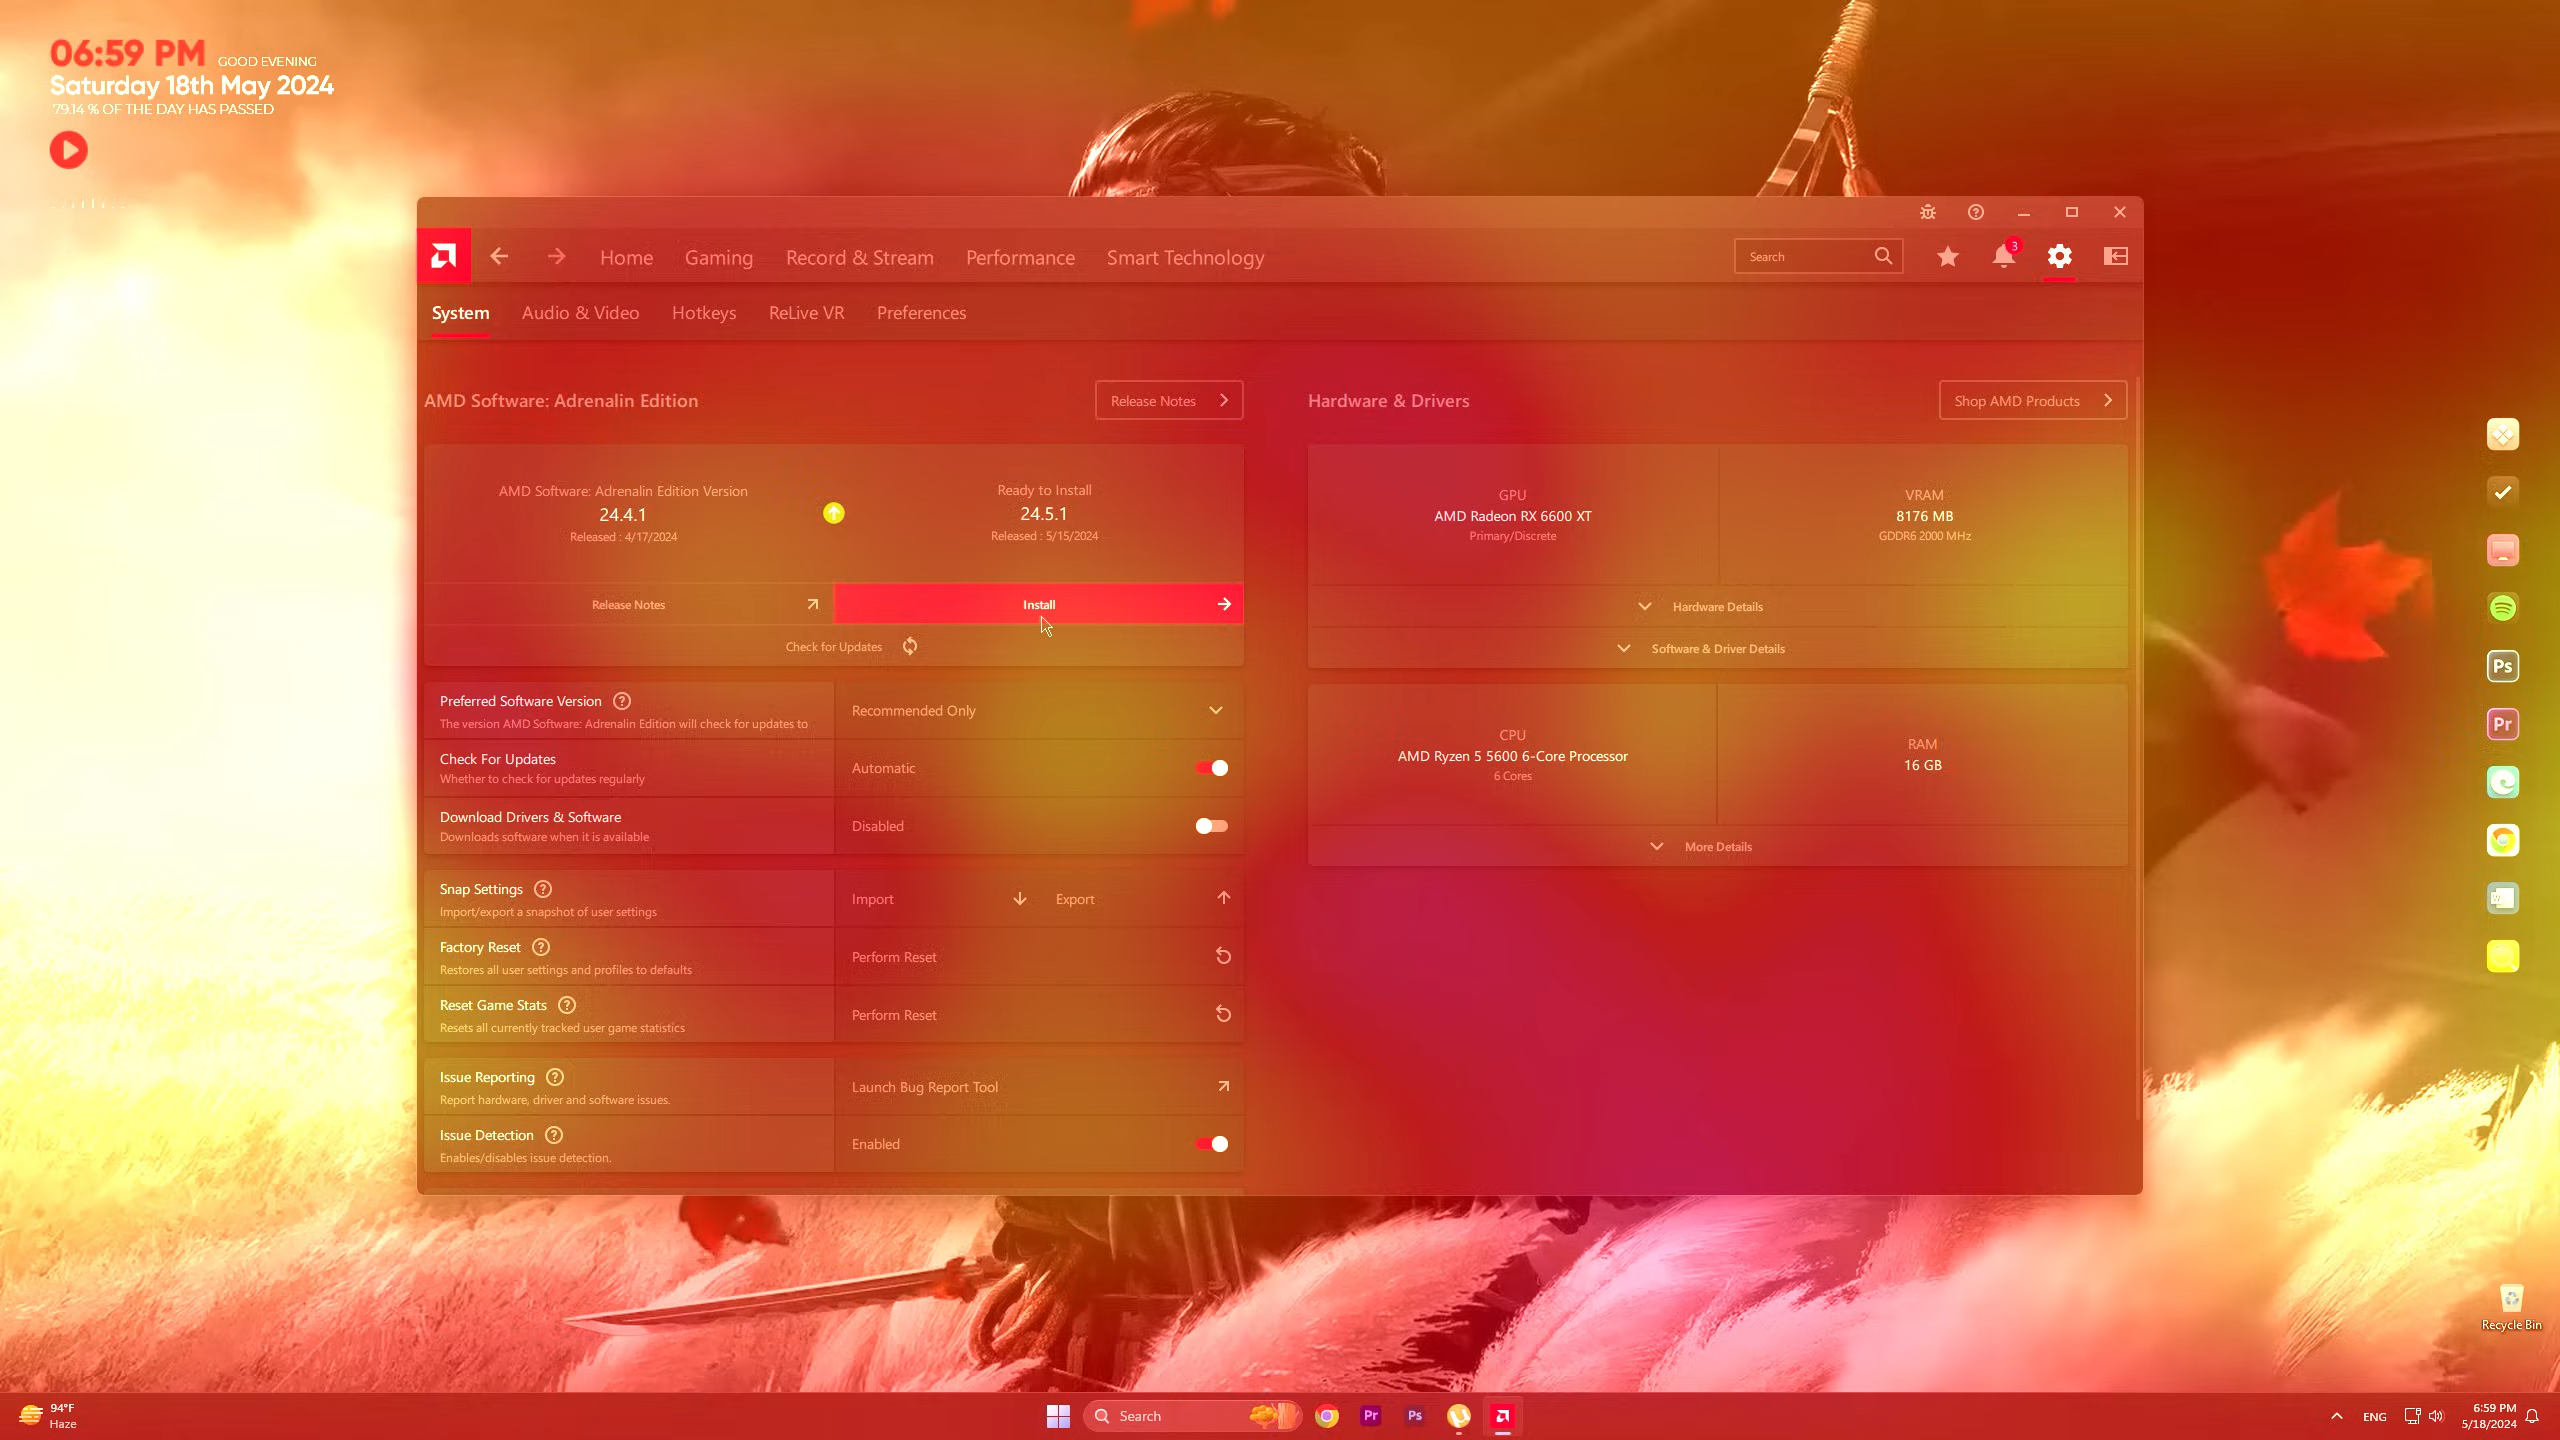 06:59 PM GOOD EVENING
Saturday 18th May 2024
79.14 % OF THE DAY HAS PASSED
Home Gaming Record & Stream Performance Smart Technology
Search
3
System Audio & Video Hotkeys ReLive VR Preferences
AMD Software: Adrenalin Edition
Release Notes
AMD Software: Adrenalin Edition Version
24.4.1
Released : 4/17/2024
Ready to Install
24.5.1
Released : 5/15/2024
Release Notes
Install
Check for Updates
Preferred Software Version
The version AMD Software: Adrenalin Edition will check for updates to
Recommended Only
Check For Updates
Whether to check for updates regularly
Automatic
Download Drivers & Software
Downloads software when it is available
Disabled
Snap Settings
Import/export a snapshot of user settings
Import
Export
Factory Reset
Restores all user settings and profiles to defaults
Perform Reset
Reset Game Stats
Resets all currently tracked user game statistics
Perform Reset
Issue Reporting
Report hardware, driver and software issues.
Launch Bug Report Tool
Issue Detection
Enables/disables issue detection.
Enabled
Hardware & Drivers
Shop AMD Products
GPU
AMD Radeon RX 6600 XT
Primary/Discrete
VRAM
8176 MB
GDDR6 2000 MHz
Hardware Details
Software & Driver Details
CPU
AMD Ryzen 5 5600 6-Core Processor
6 Cores
RAM
16 GB
More Details
Ps
Pr
W
Recycle Bin
94°F
Haze
Search
Pr
Ps
ENG
6:59 PM
5/18/2024